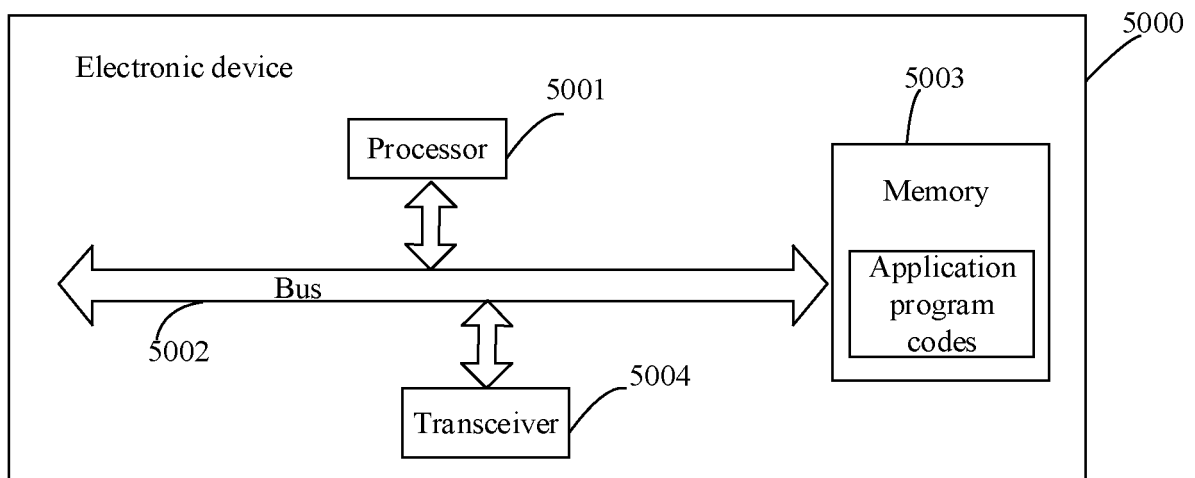 5000
Electronic device
5001
5003
Processor
Memory
Application
program
codes
Bus
5002
5004
Transceiver